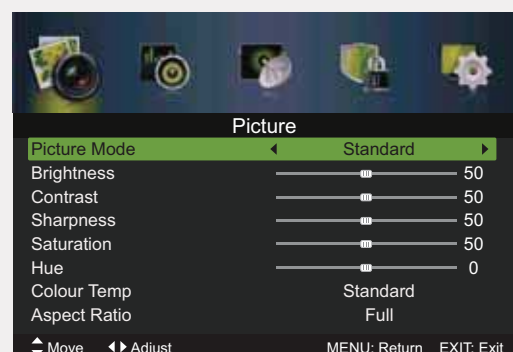 Picture
Picture Mode Standard
Brightness 50
Contrast 50
Sharpness 50
Saturation 50
Hue 0
Colour Temp Standard
Aspect Ratio Full
Move Adjust MENU: Return EXIT: Exit